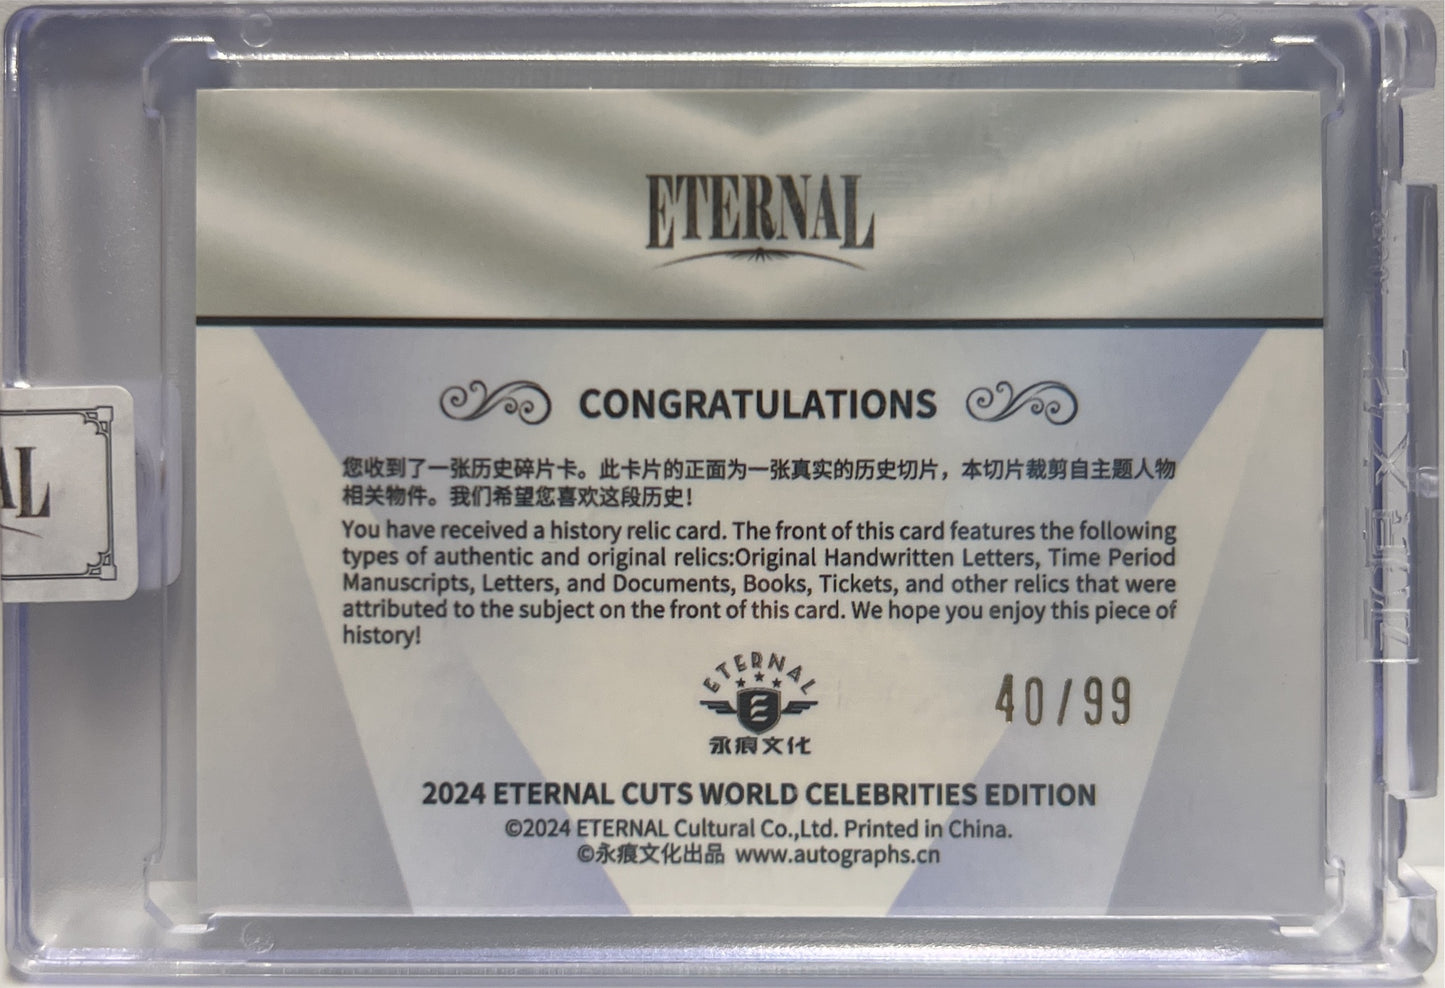 ETERNAL
CONGRATULATIONS
您收到了一张历史碎片卡。此卡片的正面为一张真实的历史切片，本切片裁剪自主题人物
相关物件。我们希望您喜欢这段历史!
You have received a history relic card. The front of this card features the following
types of authentic and original relics:Original Handwritten Letters, Time Period
Manuscripts, Letters, and Documents, Books, Tickets, and other relics that were
attributed to the subject on the front of this card. We hope you enjoy this piece of
history!
ETERNAL
永痕文化
40/99
2024 ETERNAL CUTS WORLD CELEBRITIES EDITION
©2024 ETERNAL Cultural Co.,Ltd. Printed in China.
©永痕文化出品 www.autographs.cn
AL
永痕文化